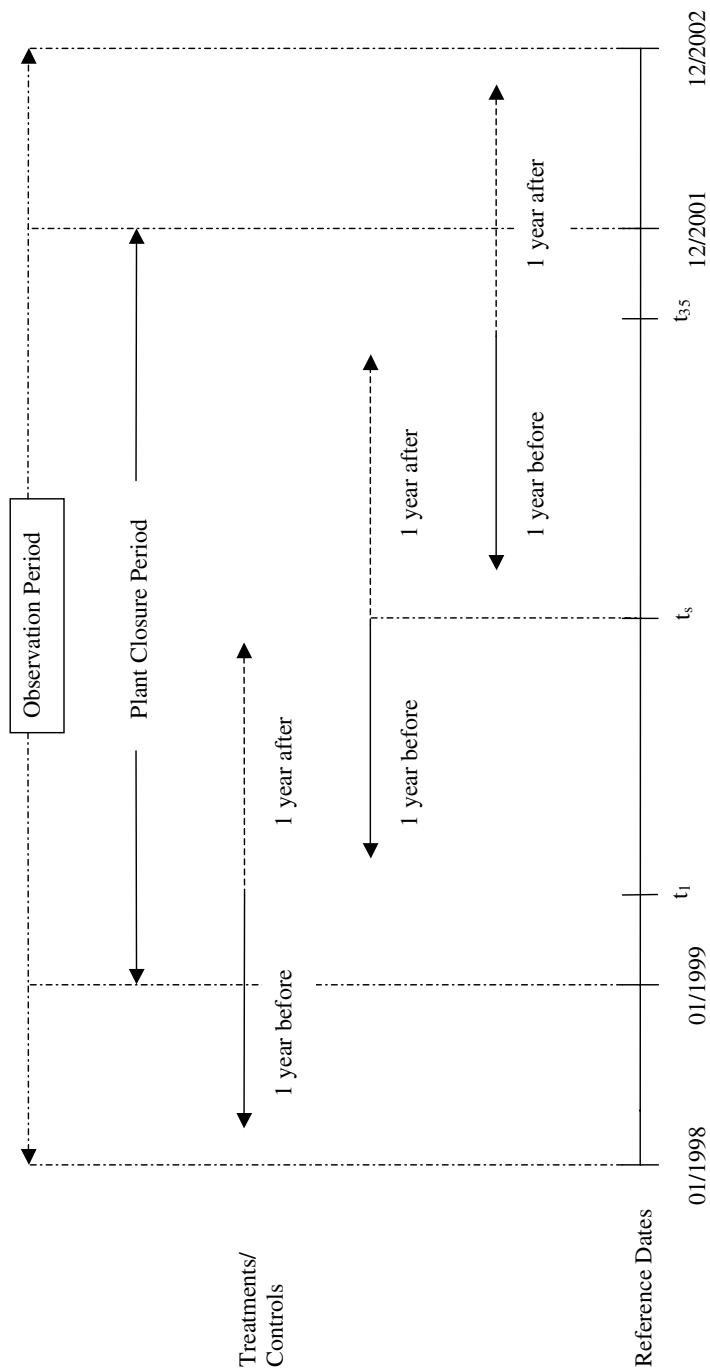 Observation Period
Plant Closure Period
Treatments/
Controls
1 year before
1 year after
1 year before
1 year after
1 year before
1 year after
Reference Dates
t₁
tₛ
t₃₅
01/1998
01/1999
12/2001
12/2002